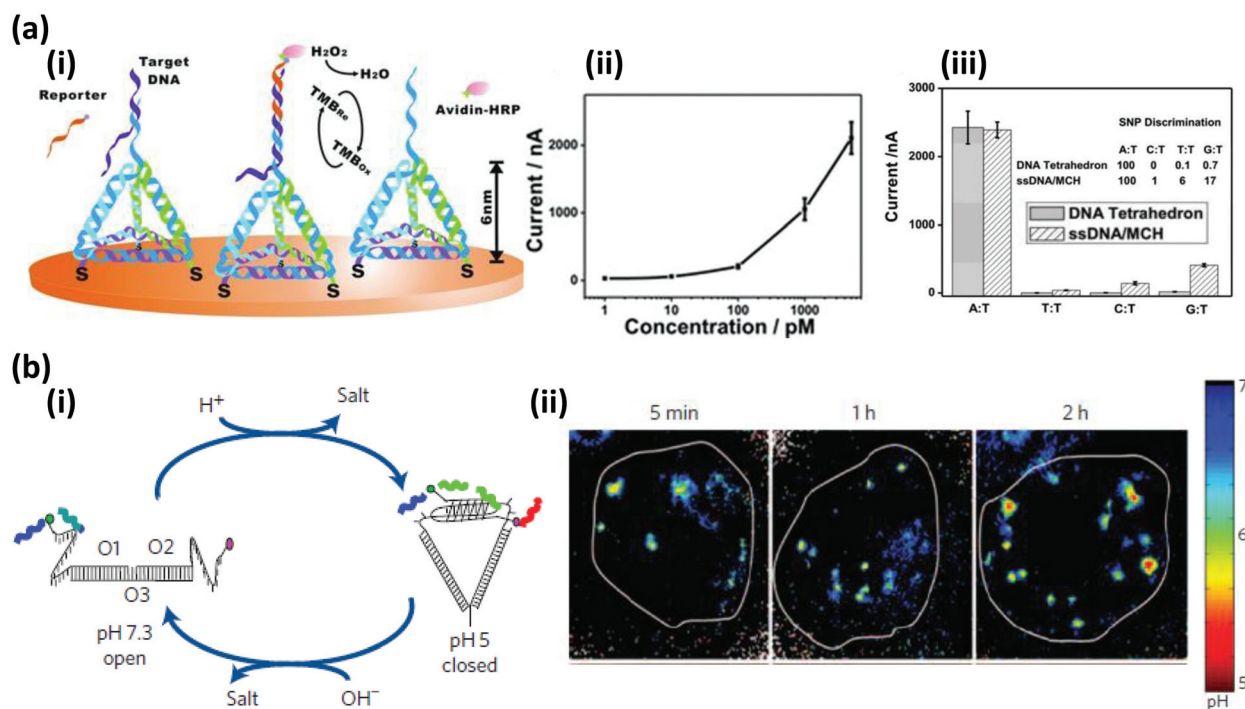 (a)
(i)
Reporter
Target
DNA
H2O2
H2O
TMBRe
TMBOx
Avidin-HRP
6nm
S
S
S
S
S
S
s
s
(ii)
Current / nA
2000
1000
0
1
10
100
1000
Concentration / pM
(iii)
Current /nA
3000
2000
1000
0
SNP Discrimination
A:T C:T T:T G:T
DNA Tetrahedron 100 0 0.1 0.7
ssDNA/MCH 100 1 6 17
DNA Tetrahedron
ssDNA/MCH
A:T T:T C:T G:T
(b)
(i)
H+
Salt
O1 O2
O3
pH 7.3
open
pH 5
closed
Salt
OH−
(ii)
5 min 1 h 2 h
7
6
5
pH